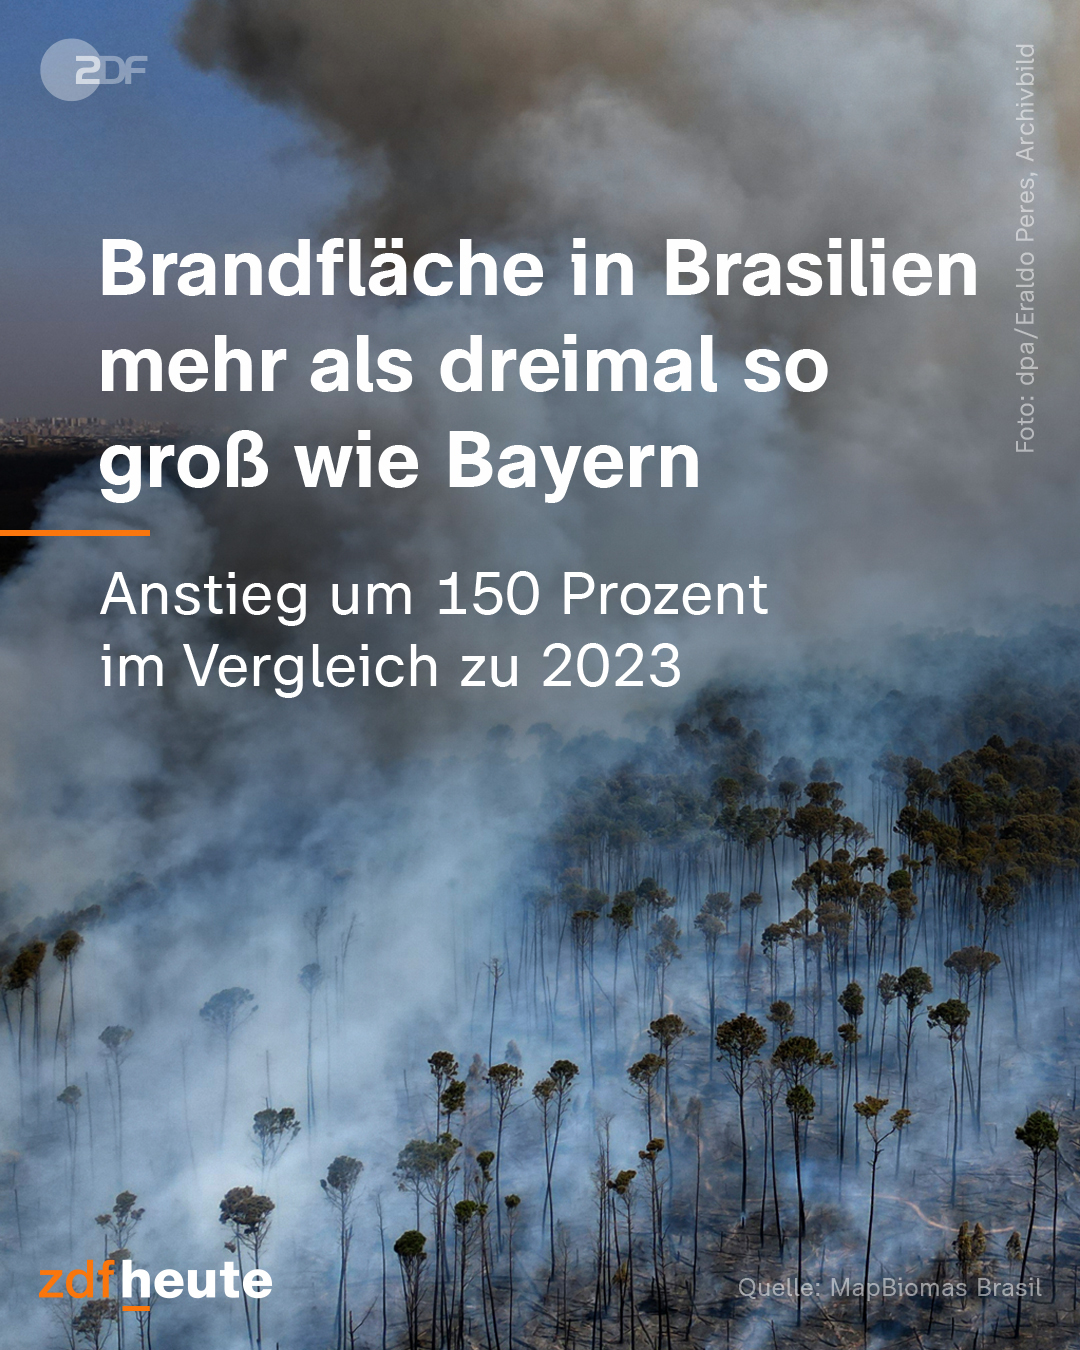 ZDF
Foto: dpa/Eraldo Peres, Archivbild
Brandfläche in Brasilien
mehr als dreimal so
groß wie Bayern
Anstieg um 150 Prozent
im Vergleich zu 2023
zdfheute
Quelle: MapBiomas Brasil